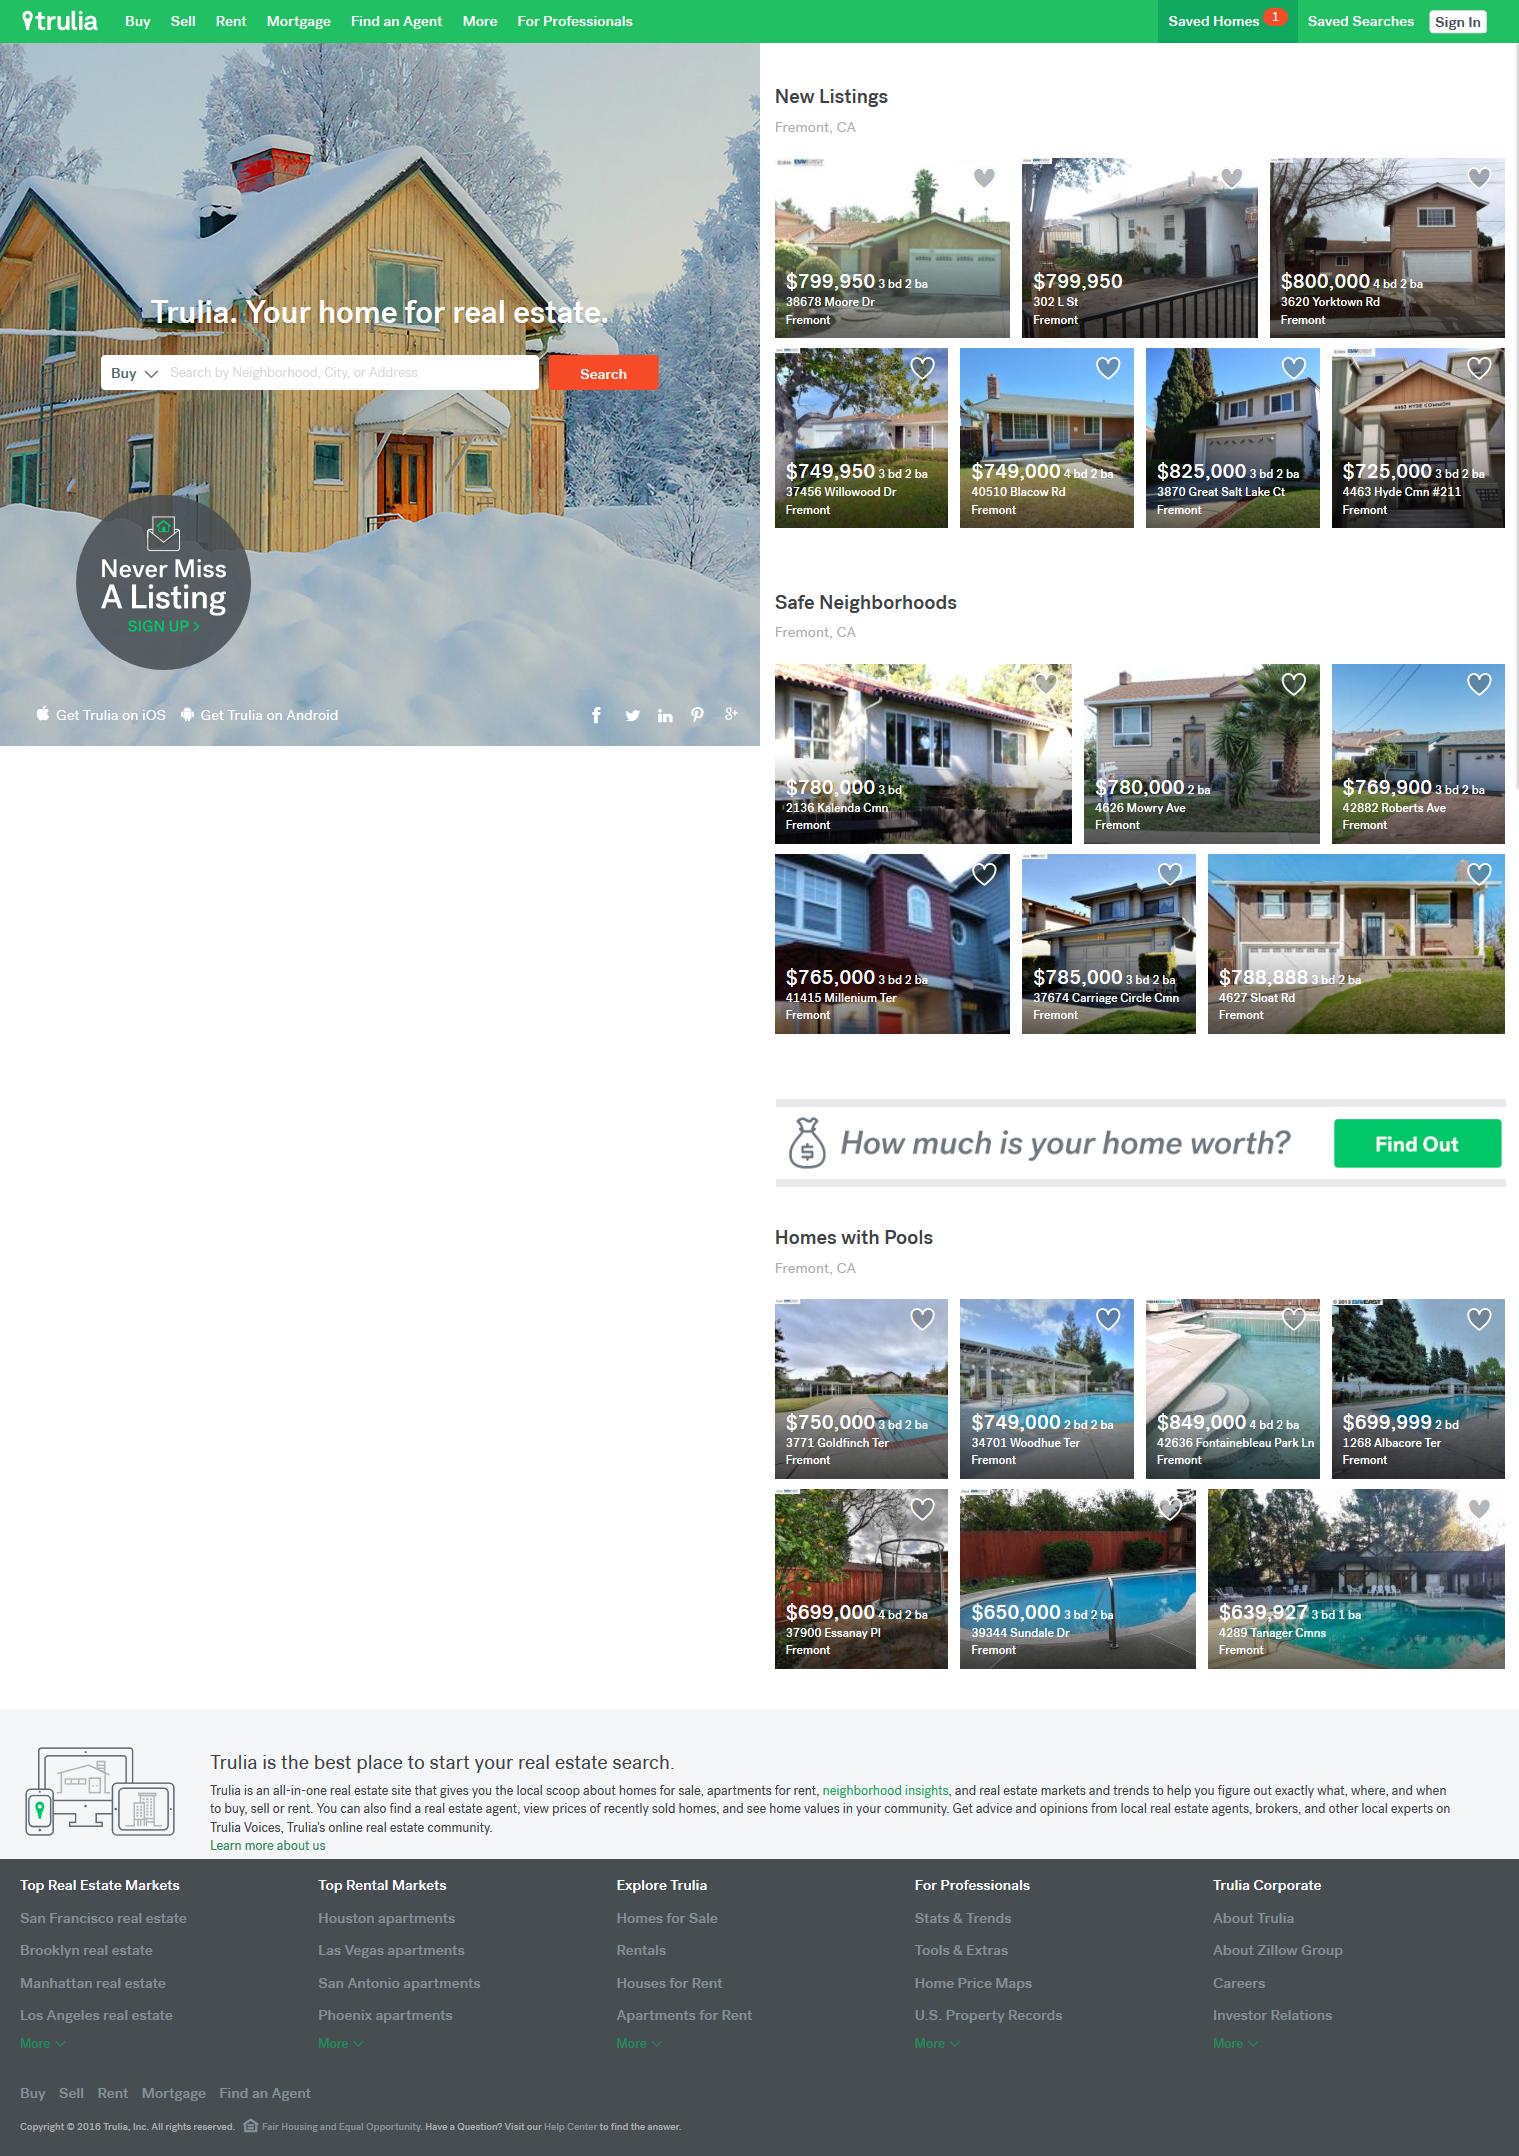 trulia
Buy Sell Rent Mortgage Find an Agent More For Professionals
Saved Homes 1 Saved Searches Sign In
Trulia. Your home for real estate.
Buy Search by Neighborhood, City, or Address Search
Never Miss
A Listing
SIGN UP >
Get Trulia on iOS Get Trulia on Android
New Listings
Fremont, CA
$799,950 3 bd 2 ba
38678 Moore Dr
Fremont
$799,950
302 L St
Fremont
$800,000 4 bd 2 ba
3620 Yorktown Rd
Fremont
$749,950 3 bd 2 ba
37456 Willowood Dr
Fremont
$749,000 4 bd 2 ba
40510 Blacow Rd
Fremont
$825,000 3 bd 2 ba
3870 Great Salt Lake Ct
Fremont
4463 HYDE COMMON
$725,000 3 bd 2 ba
4463 Hyde Cmn #211
Fremont
Safe Neighborhoods
Fremont, CA
$780,000 3 bd
2136 Kalenda Cmn
Fremont
$780,000 2 ba
4626 Mowry Ave
Fremont
$769,900 3 bd 2 ba
42882 Roberts Ave
Fremont
$765,000 3 bd 2 ba
41415 Millenium Ter
Fremont
$785,000 3 bd 2 ba
37674 Carriage Circle Cmn
Fremont
$788,888 3 bd 2 ba
4627 Sloat Rd
Fremont
How much is your home worth? Find Out
Homes with Pools
Fremont, CA
$750,000 3 bd 2 ba
3771 Goldfinch Ter
Fremont
$749,000 2 bd 2 ba
34701 Woodhue Ter
Fremont
$849,000 4 bd 2 ba
42636 Fontainebleau Park Ln
Fremont
© 2013 BAYEAST
$699,999 2 bd
1268 Albacore Ter
Fremont
$699,000 4 bd 2 ba
37900 Essanay Pl
Fremont
$650,000 3 bd 2 ba
39344 Sundale Dr
Fremont
$639,927 3 bd 1 ba
4289 Tanager Cmns
Fremont
Trulia is the best place to start your real estate search.
Trulia is an all-in-one real estate site that gives you the local scoop about homes for sale, apartments for rent, neighborhood insights, and real estate markets and trends to help you figure out exactly what, where, and when
to buy, sell or rent. You can also find a real estate agent, view prices of recently sold homes, and see home values in your community. Get advice and opinions from local real estate agents, brokers, and other local experts on
Trulia Voices, Trulia's online real estate community.
Learn more about us
Top Real Estate Markets
San Francisco real estate
Brooklyn real estate
Manhattan real estate
Los Angeles real estate
More
Top Rental Markets
Houston apartments
Las Vegas apartments
San Antonio apartments
Phoenix apartments
More
Explore Trulia
Homes for Sale
Rentals
Houses for Rent
Apartments for Rent
More
For Professionals
Stats & Trends
Tools & Extras
Home Price Maps
U.S. Property Records
More
Trulia Corporate
About Trulia
About Zillow Group
Careers
Investor Relations
More
Buy Sell Rent Mortgage Find an Agent
Copyright © 2016 Trulia, Inc. All rights reserved. Fair Housing and Equal Opportunity. Have a Question? Visit our Help Center to find the answer.